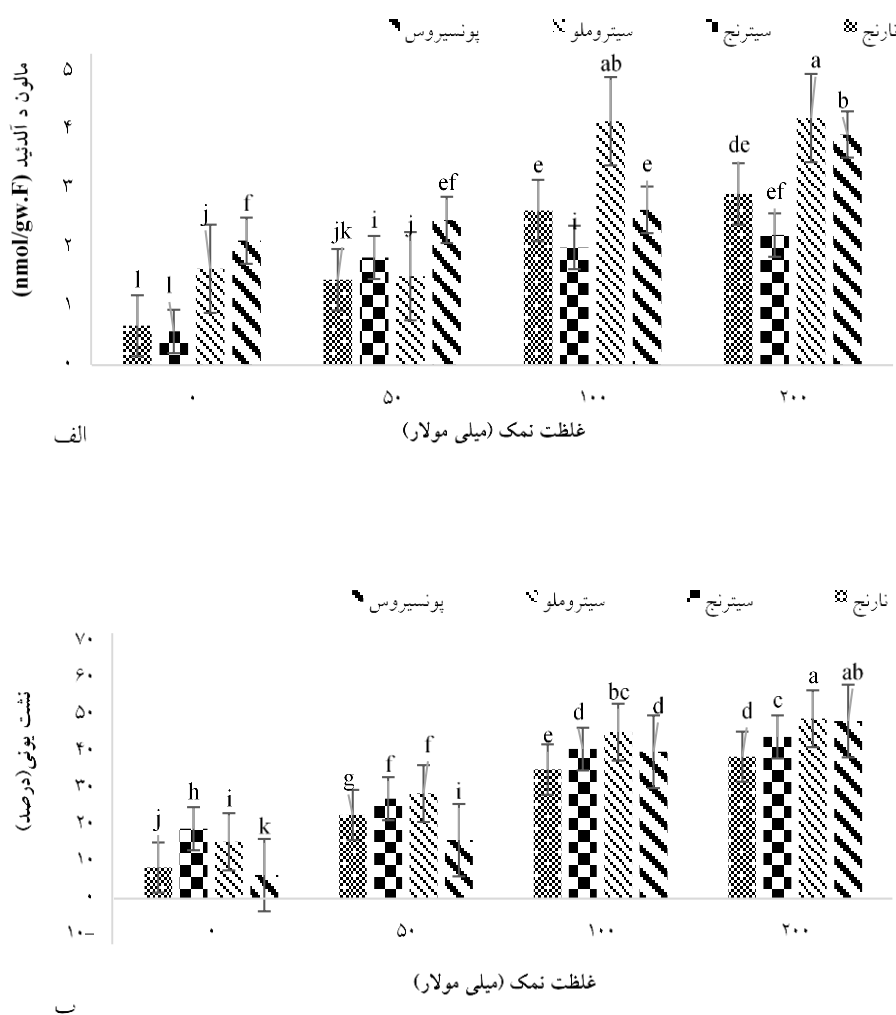 نارنج سیترنج سیتروملو پونسیروس
مالون د آلدئید (nmol/gw.F)
۵
۴
۳
۲
۱
۰
l l j f
jk i j ef
e i ab e
de ef a b
۰ ۵۰ ۱۰۰ ۲۰۰
غلظت نمک (میلی مولار)
الف
نارنج سیترنج سیتروملو پونسیروس
نشت یونی(درصد)
۷۰
۶۰
۵۰
۴۰
۳۰
۲۰
۱۰
۰
۱۰–
j h i k
g f f i
e d bc d
d c a ab
۰ ۵۰ ۱۰۰ ۲۰۰
غلظت نمک (میلی مولار)
ب